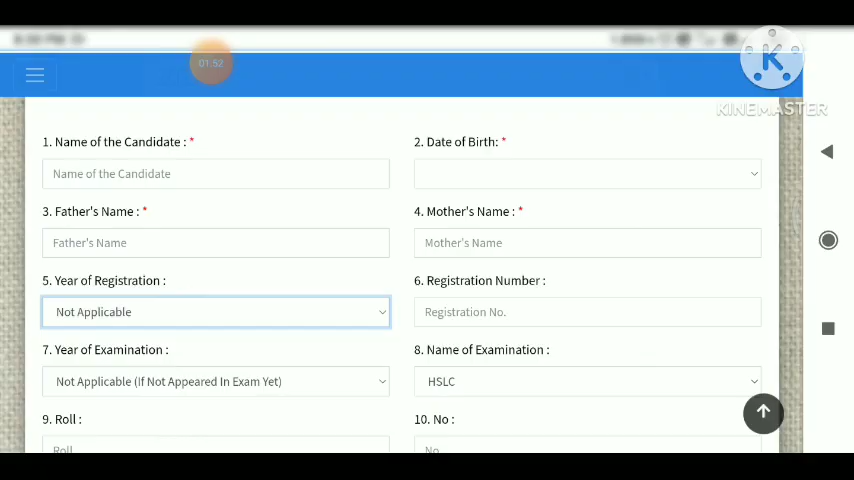 01:52
K
KINEMASTER
1. Name of the Candidate : *
2. Date of Birth: *
Name of the Candidate
3. Father's Name : *
4. Mother's Name : *
Father's Name
Mother's Name
5. Year of Registration :
6. Registration Number :
Not Applicable
Registration No.
7. Year of Examination :
8. Name of Examination :
Not Applicable (If Not Appeared In Exam Yet)
HSLC
9. Roll :
10. No :
Roll
No